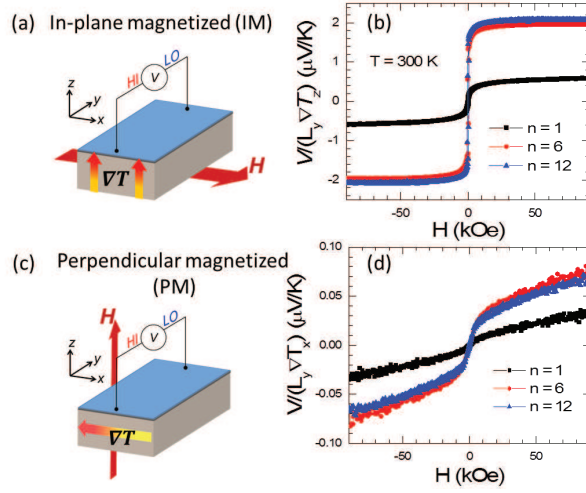 (a) In-plane magnetized (IM)
HI V LO
z
y
x
∇T
H
(b)
V/(L_y ∇T_z) (μV/K)
2
1
0
-1
-2
T = 300 K
n = 1
n = 6
n = 12
-50 0 50
H (kOe)
(c) Perpendicular magnetized
(PM)
H
HI V LO
z
y
x
∇T
(d)
V/(L_y ∇T_x) (μV/K)
0.10
0.05
0.00
-0.05
-0.10
n = 1
n = 6
n = 12
-50 0 50
H (kOe)